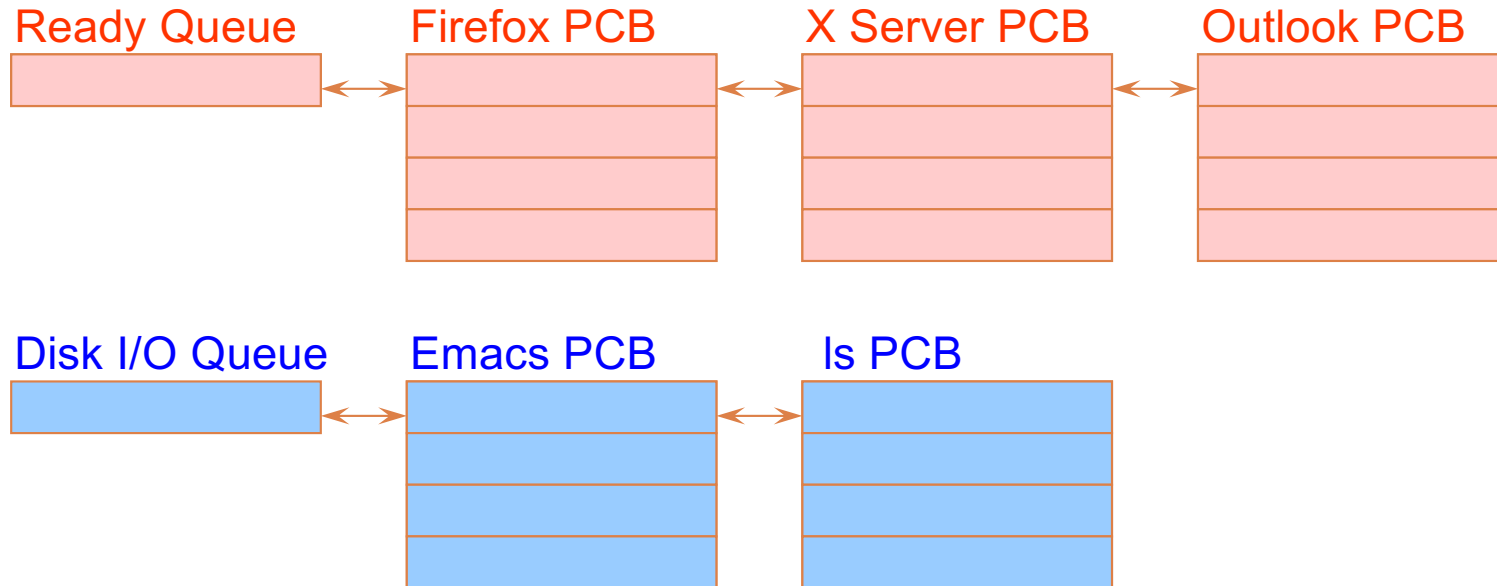 Ready Queue Firefox PCB X Server PCB Outlook PCB
Disk I/O Queue Emacs PCB ls PCB